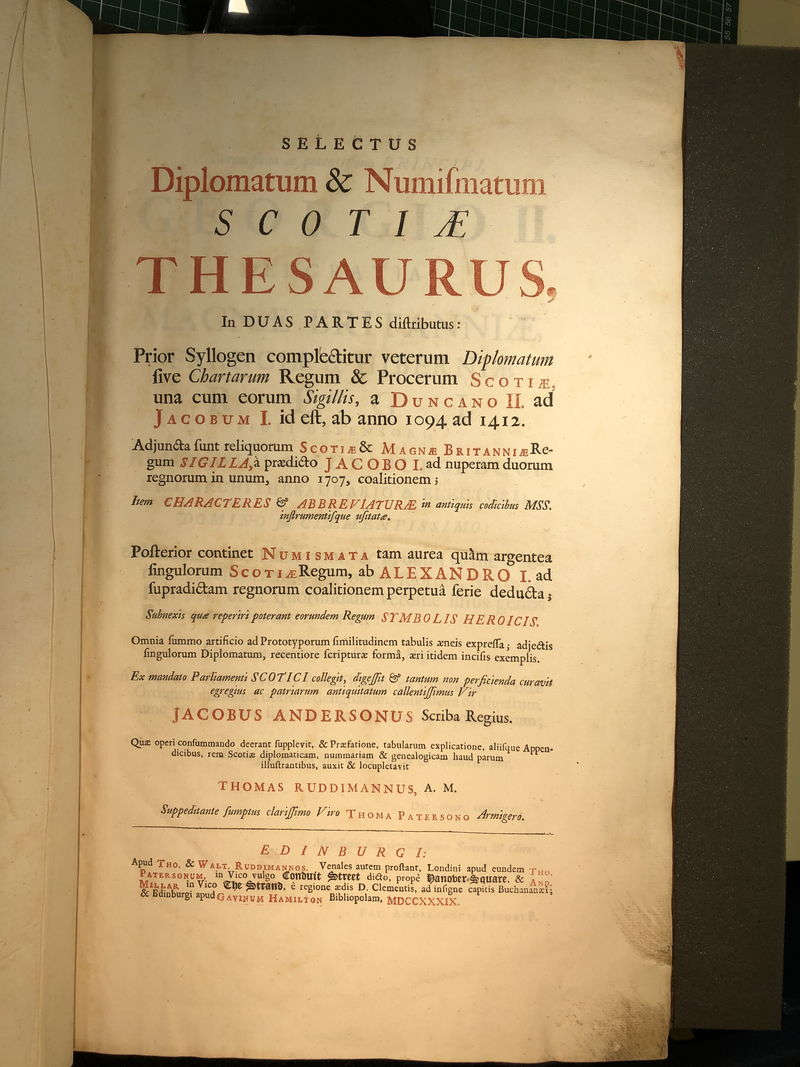 SELECTUS
Diplomatum & Numiſmatum
SCOTIÆ
THESAURUS,
In DUAS PARTES diſtributus:
Prior Syllogen complectitur veterum Diplomatum
ſive Chartarum Regum & Procerum SCOTIÆ,
una cum eorum Sigillis, a DUNCANO II. ad
JACOBUM I. id eſt, ab anno 1094 ad 1412.
Adjuncta ſunt reliquorum SCOTIÆ & MAGNÆ BRITANNIÆ Re-
gum SIGILLA, à prædicto JACOBO I. ad nuperam duorum
regnorum in unum, anno 1707, coalitionem;
Item CHARACTERES & ABBREVIATURÆ in antiquis codicibus MSS.
inſtrumentiſque uſitatæ.
Poſterior continet NUMISMATA tam aurea quàm argentea
ſingulorum SCOTIÆ Regum, ab ALEXANDRO I. ad
ſupradictam regnorum coalitionem perpetuâ ſerie deducta;
Subnexis quæ reperiri poterant eorundem Regum SYMBOLIS HEROICIS.
Omnia ſummo artificio ad Prototyporum ſimilitudinem tabulis æneis expreſſa; adjectis
ſingulorum Diplomatum, recentiore ſcripturæ formâ, æri itidem inciſis exemplis.
Ex mandato Parliamenti SCOTICI collegit, digeſſit & tantum non perficienda curavit
egregius ac patriarum antiquitatum callentiſſimus Vir
JACOBUS ANDERSONUS Scriba Regius.
Quæ operi conſummando deerant ſupplevit, & Præfatione, tabularum explicatione, aliiſque Appen-
dicibus, rem Scotiæ diplomaticam, nummariam & genealogicam haud parum
illuſtrantibus, auxit & locupletavit
THOMAS RUDDIMANNUS, A. M.
Suppeditante ſumptus clariſſimo Viro THOMA PATERSONO Armigero.
EDINBURGI:
Apud THO. & WALT. RUDDIMANNOS. Venales autem proſtant, Londini apud eundem THO.
PATERSONUM, in Vico vulgo Conduit Street dicto, prope Hanover-Square, & AND.
MILLAR in Vico The Strand, è regione ædis D. Clementis, ad inſigne capitis Buchananæi;
& Edinburgi apud GAVINUM HAMILTON Bibliopolam, MDCCXXXIX.